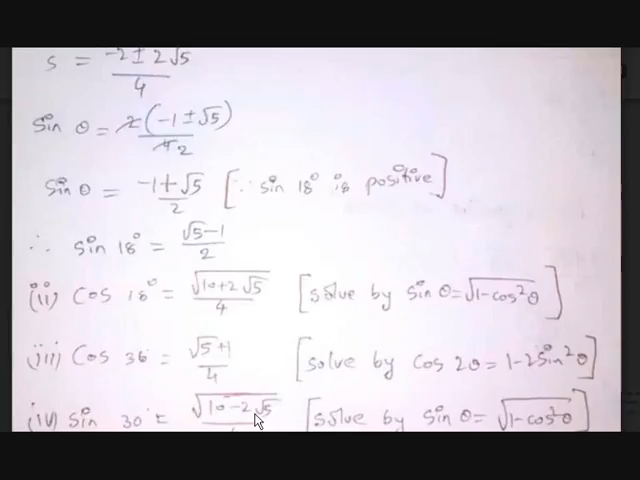 s = -2 ± 2√5 / 4
sin θ = 2(-1 ± √5) / 4 2
sin θ = -1+√5 / 2 [∵ sin 18° is positive]
∴ sin 18° = √5-1 / 2
(ii) cos 18° = √10+2√5 / 4 [solve by sin θ = √1-cos²θ]
(iii) cos 36° = √5+1 / 4 [solve by cos 2θ = 1-2sin²θ]
(iv) sin 30° = √10-2√5 [solve by sin θ = √1-cos²θ]